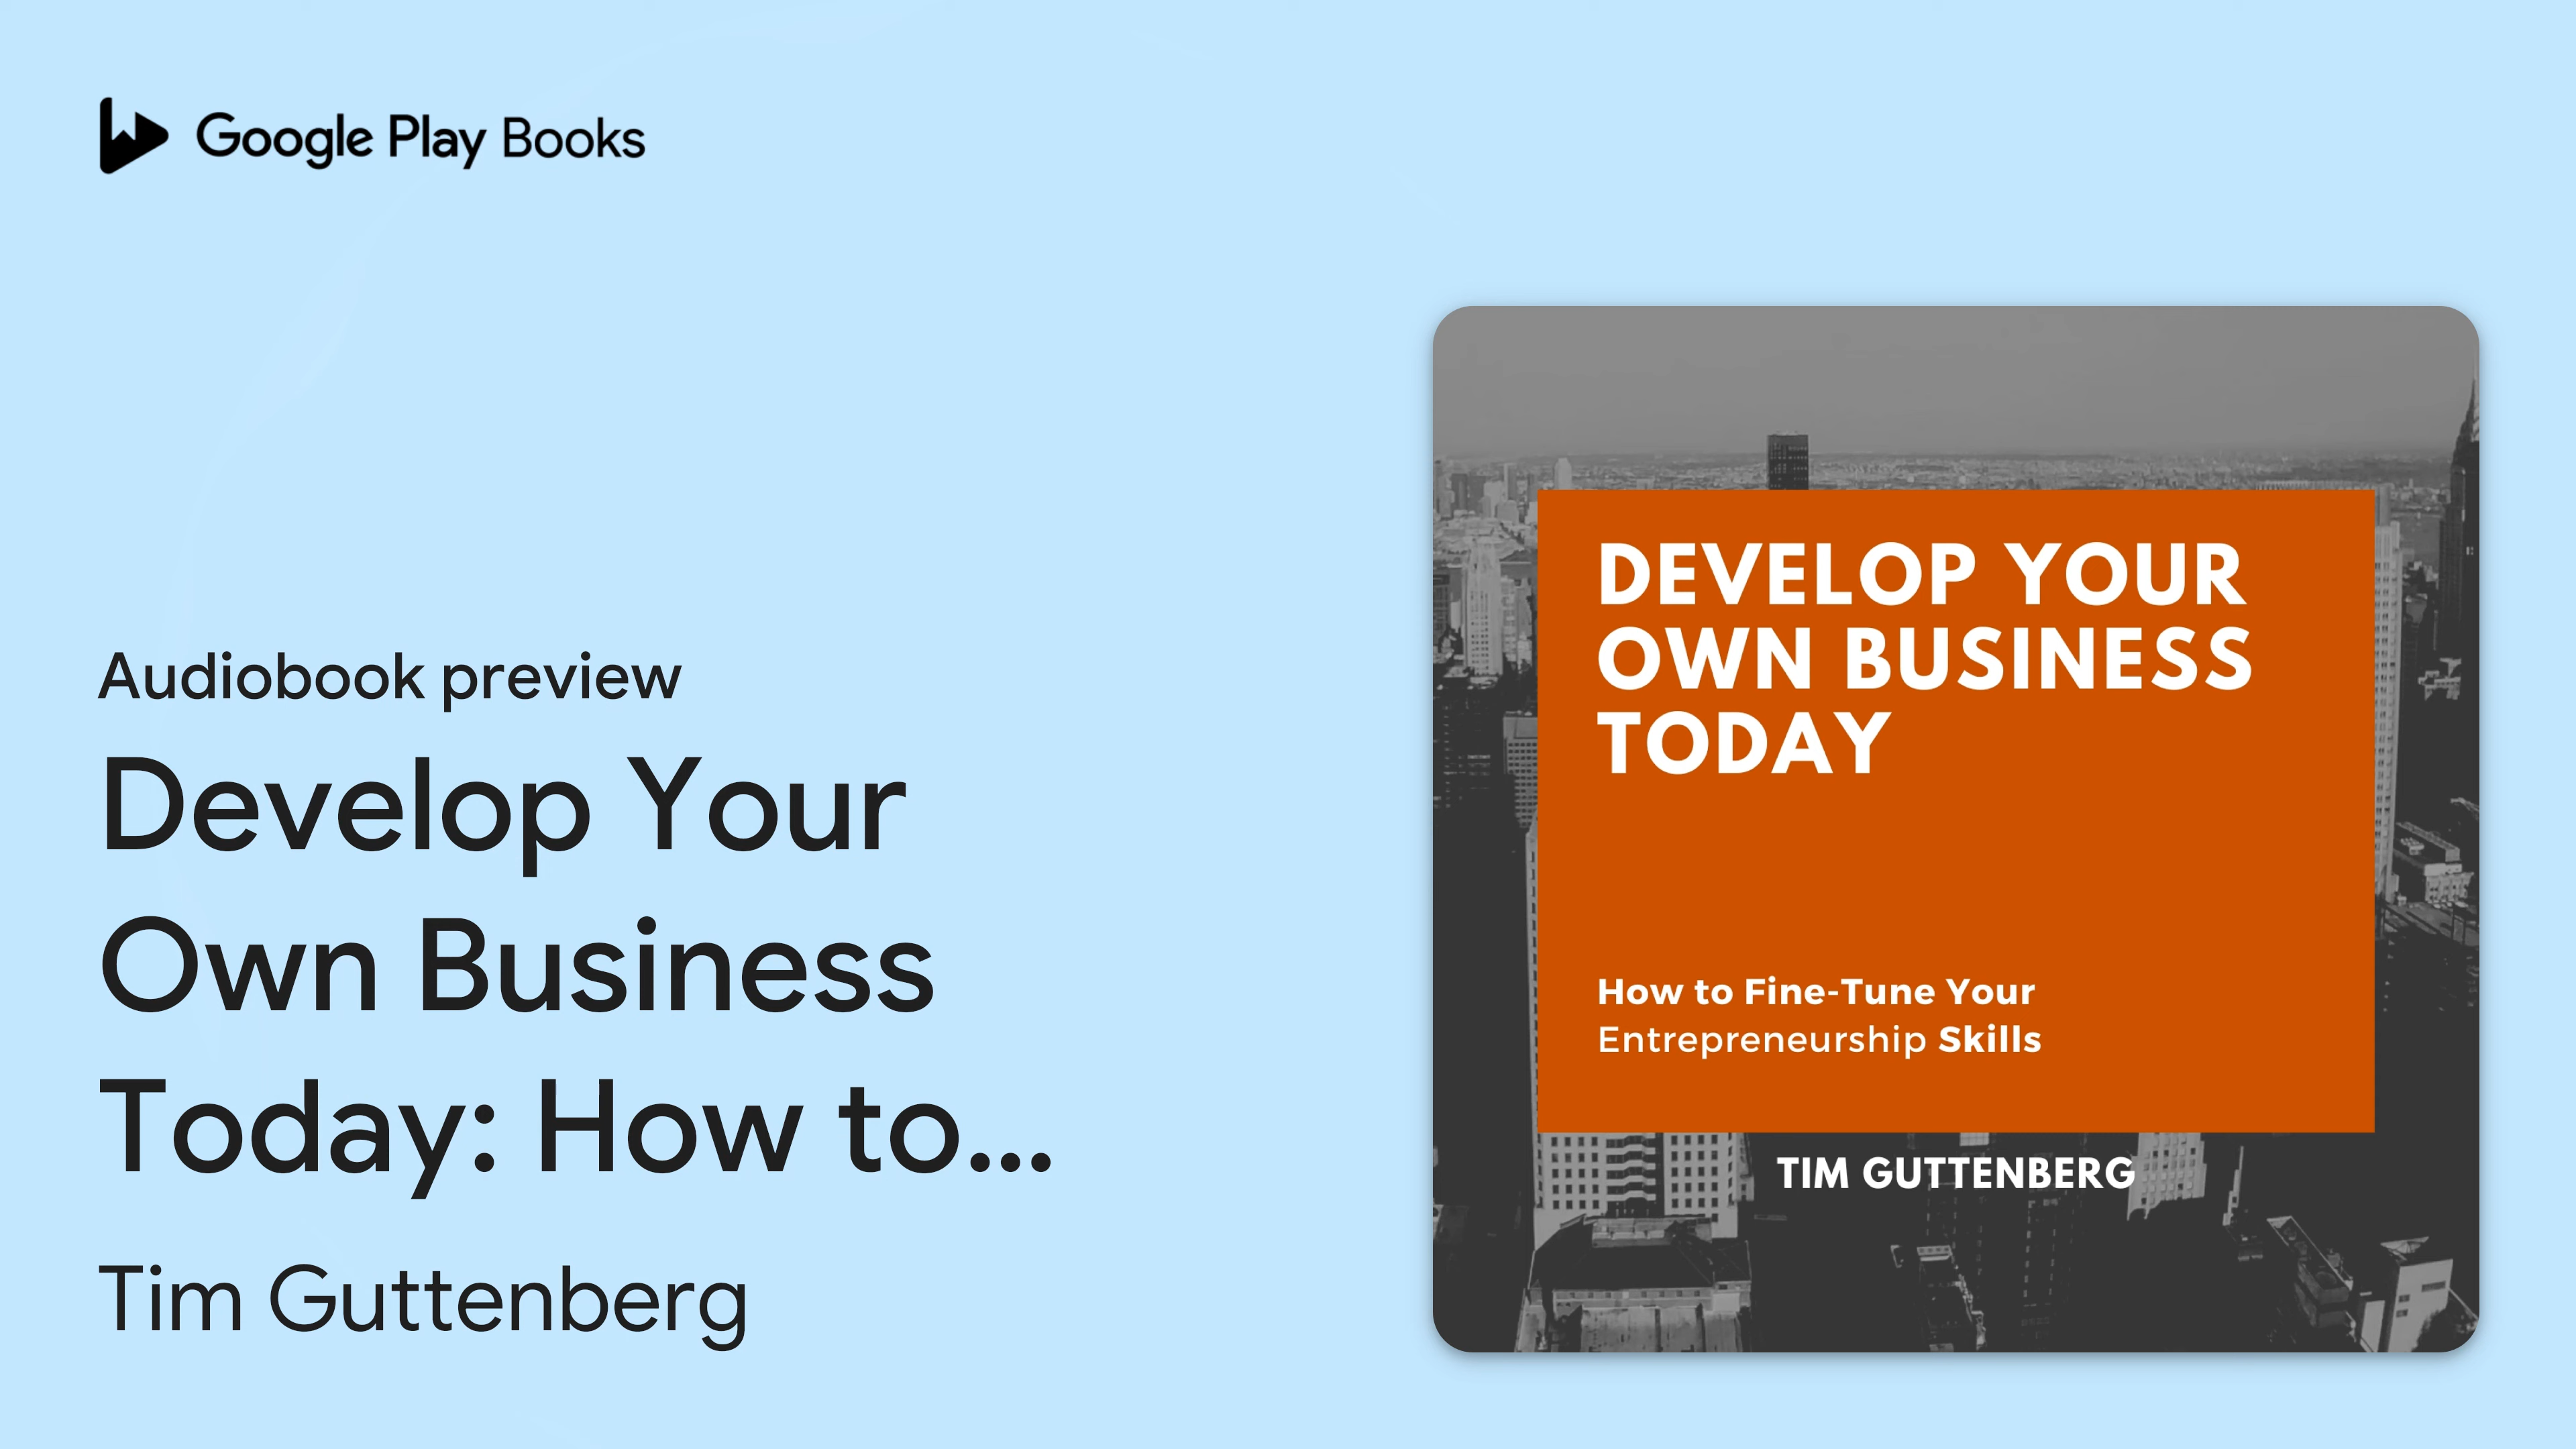 Google Play Books
Audiobook preview
Develop Your
Own Business
Today: How to...
Tim Guttenberg
DEVELOP YOUR
OWN BUSINESS
TODAY
How to Fine-Tune Your
Entrepreneurship Skills
TIM GUTTENBERG